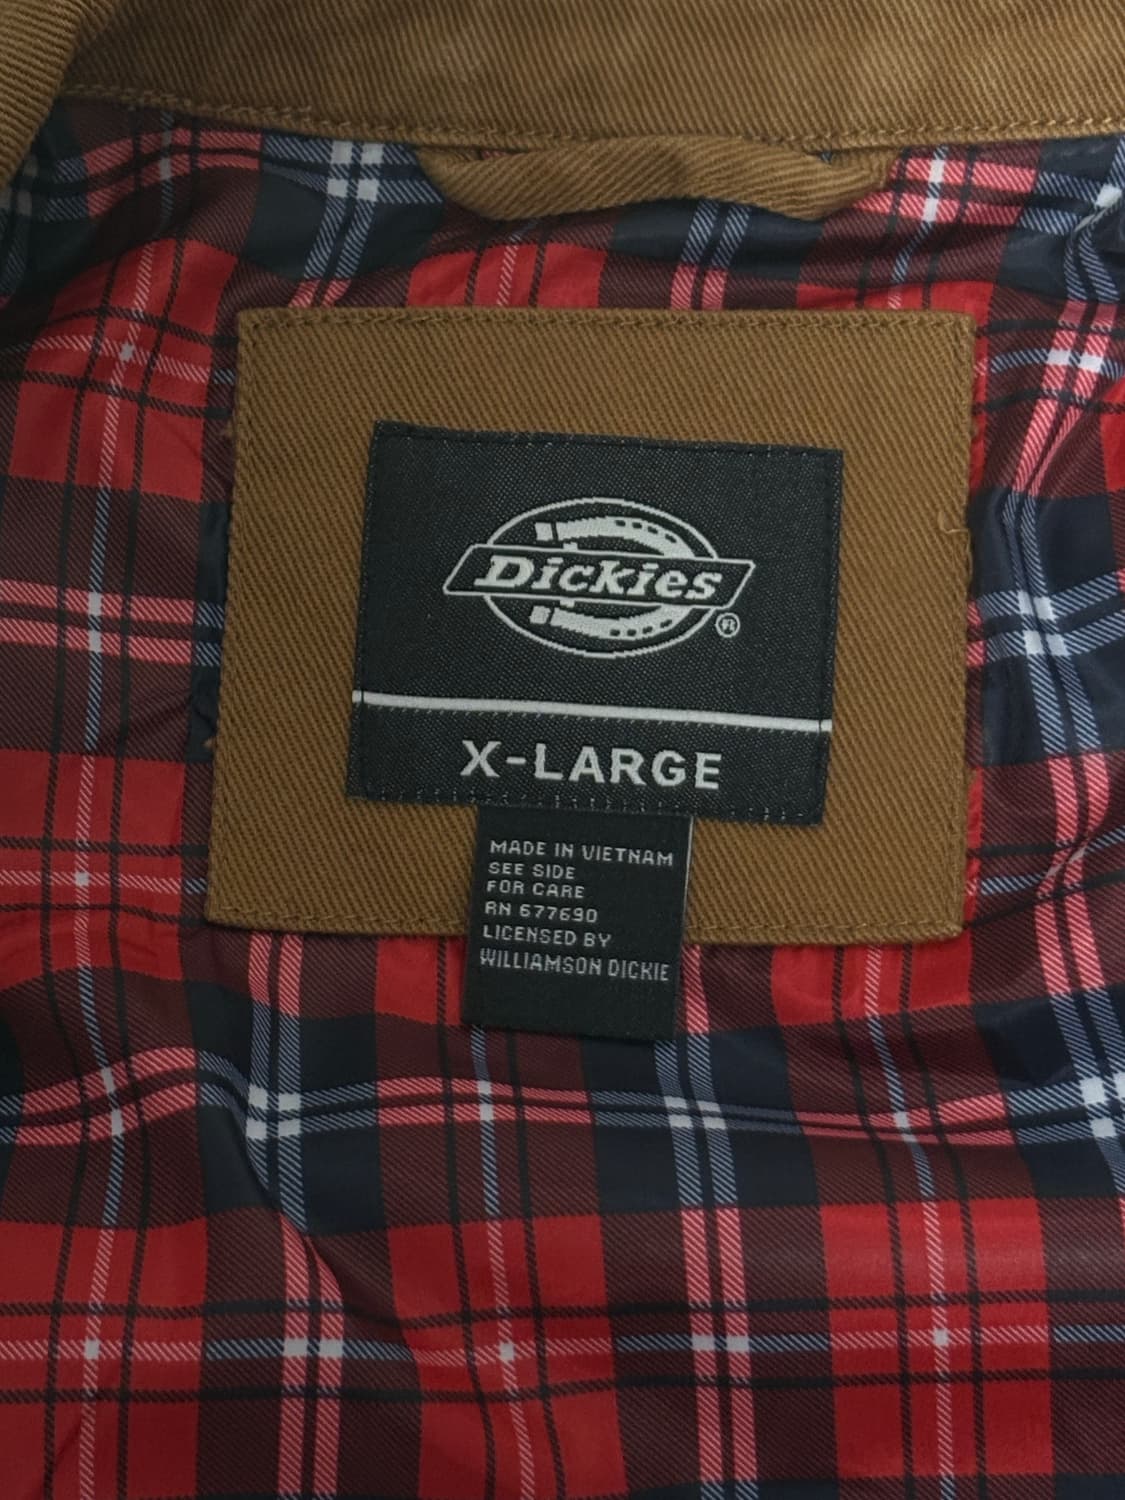 Dickies®
X-LARGE
MADE IN VIETNAM
SEE SIDE
FOR CARE
RN 677690
LICENSED BY
WILLIAMSON DICKIE